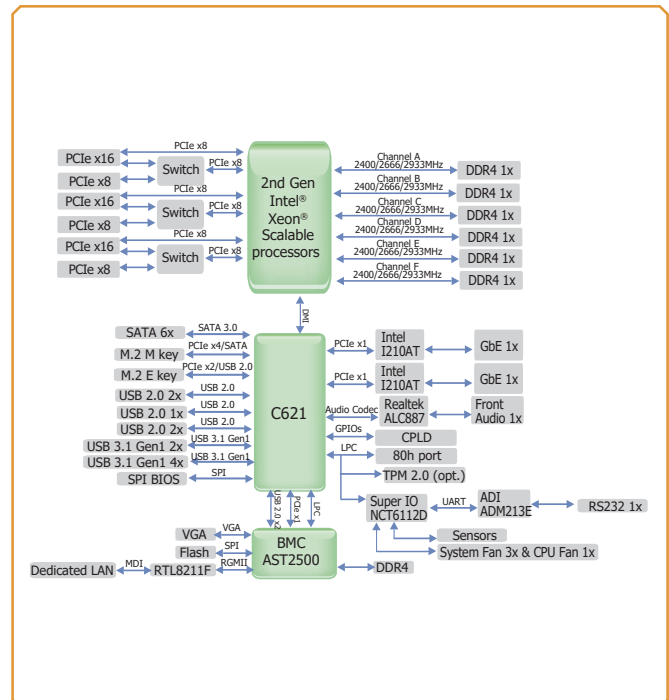 PCIe x8
PCIe x16
Switch
PCIe x8
PCIe x8
PCIe x8
PCIe x16
Switch
PCIe x8
PCIe x8
PCIe x8
PCIe x16
Switch
PCIe x8
PCIe x8
2nd Gen
Intel®
Xeon®
Scalable
processors
Channel A
2400/2666/2933MHz
DDR4 1x
Channel B
2400/2666/2933MHz
DDR4 1x
Channel C
2400/2666/2933MHz
DDR4 1x
Channel D
2400/2666/2933MHz
DDR4 1x
Channel E
2400/2666/2933MHz
DDR4 1x
Channel F
2400/2666/2933MHz
DDR4 1x
DMI
SATA 6x
SATA 3.0
M.2 M key
PCIe x4/SATA
M.2 E key
PCIe x2/USB 2.0
USB 2.0 2x
USB 2.0
USB 2.0 1x
USB 2.0
USB 2.0 2x
USB 2.0
USB 3.1 Gen1 2x
USB 3.1 Gen1
USB 3.1 Gen1 4x
USB 3.1 Gen1
SPI BIOS
SPI
C621
PCIe x1
Intel
I210AT
GbE 1x
PCIe x1
Intel
I210AT
GbE 1x
Audio Codec
Realtek
ALC887
Front
Audio 1x
GPIOs
CPLD
LPC
80h port
TPM 2.0 (opt.)
Super IO
NCT6112D
UART
ADI
ADM213E
RS232 1x
Sensors
System Fan 3x & CPU Fan 1x
USB 2.0 x2
PCIe x1
LPC
VGA
VGA
Flash
SPI
Dedicated LAN
MDI
RTL8211F
RGMII
BMC
AST2500
DDR4